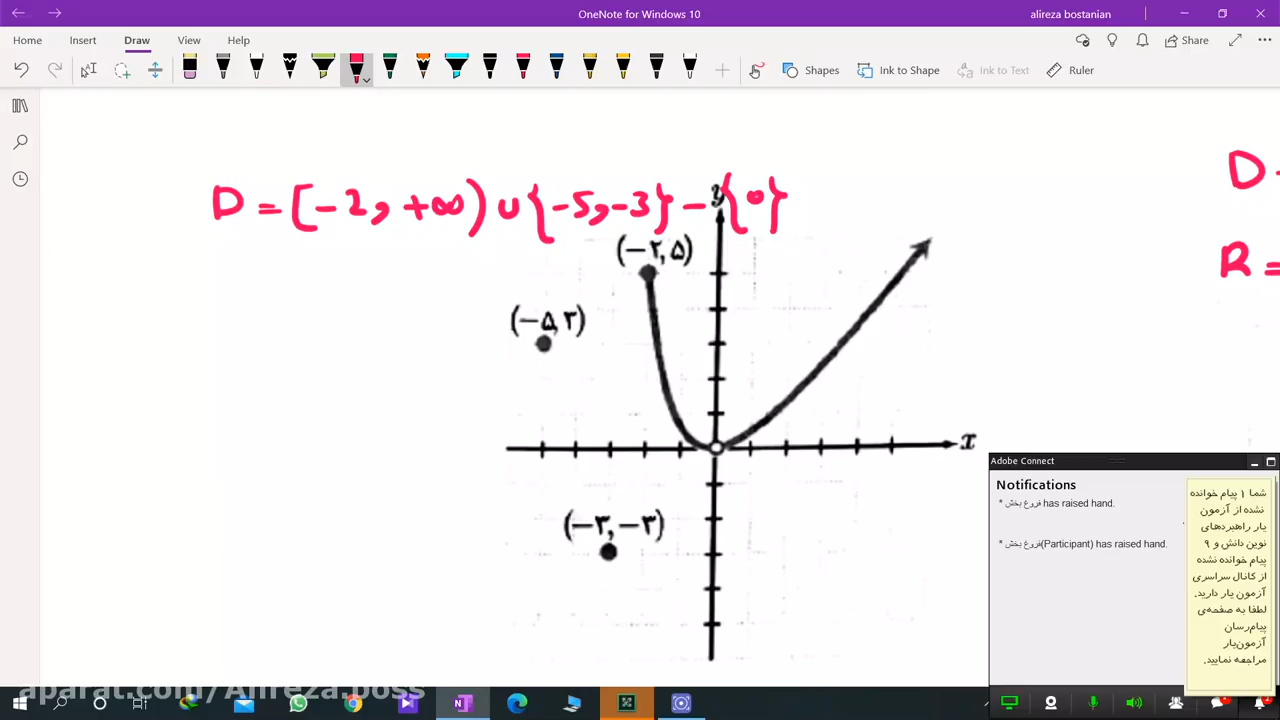 OneNote for Windows 10
alireza bostanian
Home Insert Draw View Help
Share
Shapes Ink to Shape Ink to Text Ruler
D = [-2, +∞) ∪ {-5, -3} - {0}
D
R =
y
(−۲, ۵)
(−۵, ۳)
x
(−۳, −۳)
Adobe Connect
Notifications
* فروغ بخش has raised hand.
* فروغ بخش(Participant) has raised hand.
شما ۱ پیام خوانده
نشده از آزمون
یار راهبردهای
نوین دانش و ۹
پیام خوانده نشده
از کانال سراسری
آزمون یار دارید.
لطفا به صفحه‌ی
پیام‌رسان
آزمون‌یار
مراجعه نمایید.
aparat.com/Alireza.boss